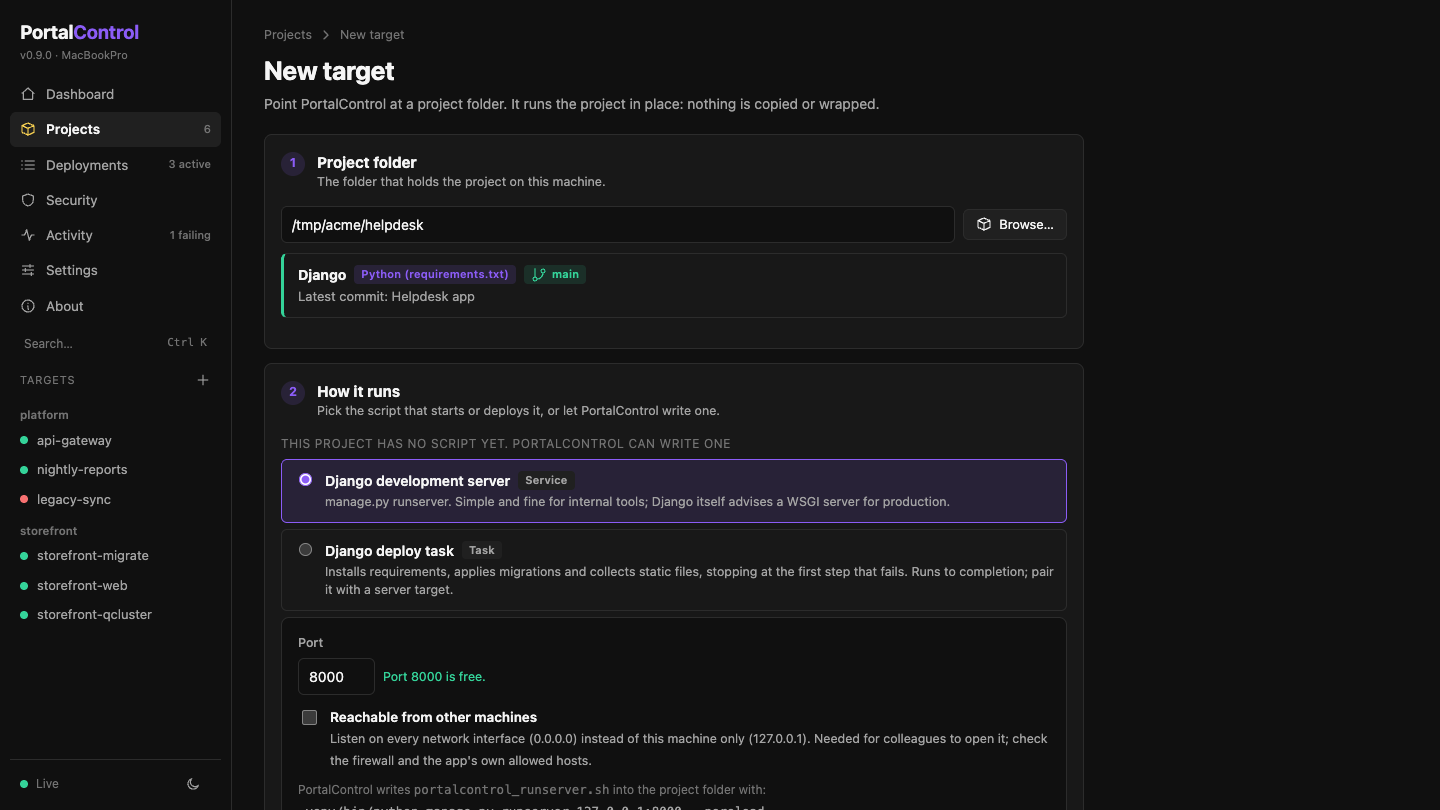 PortalControl
v0.9.0 · MacBookPro
Dashboard
Projects 6
Deployments 3 active
Security
Activity 1 failing
Settings
About
Search... Ctrl K
TARGETS
platform
api-gateway
nightly-reports
legacy-sync
storefront
storefront-migrate
storefront-web
storefront-qcluster
Live
Projects > New target
New target
Point PortalControl at a project folder. It runs the project in place: nothing is copied or wrapped.
1 Project folder
The folder that holds the project on this machine.
/tmp/acme/helpdesk Browse...
Django Python (requirements.txt) main
Latest commit: Helpdesk app
2 How it runs
Pick the script that starts or deploys it, or let PortalControl write one.
THIS PROJECT HAS NO SCRIPT YET. PORTALCONTROL CAN WRITE ONE
Django development server Service
manage.py runserver. Simple and fine for internal tools; Django itself advises a WSGI server for production.
Django deploy task Task
Installs requirements, applies migrations and collects static files, stopping at the first step that fails. Runs to completion; pair
it with a server target.
Port
8000 Port 8000 is free.
Reachable from other machines
Listen on every network interface (0.0.0.0) instead of this machine only (127.0.0.1). Needed for colleagues to open it; check
the firewall and the app's own allowed hosts.
PortalControl writes portalcontrol_runserver.sh into the project folder with: